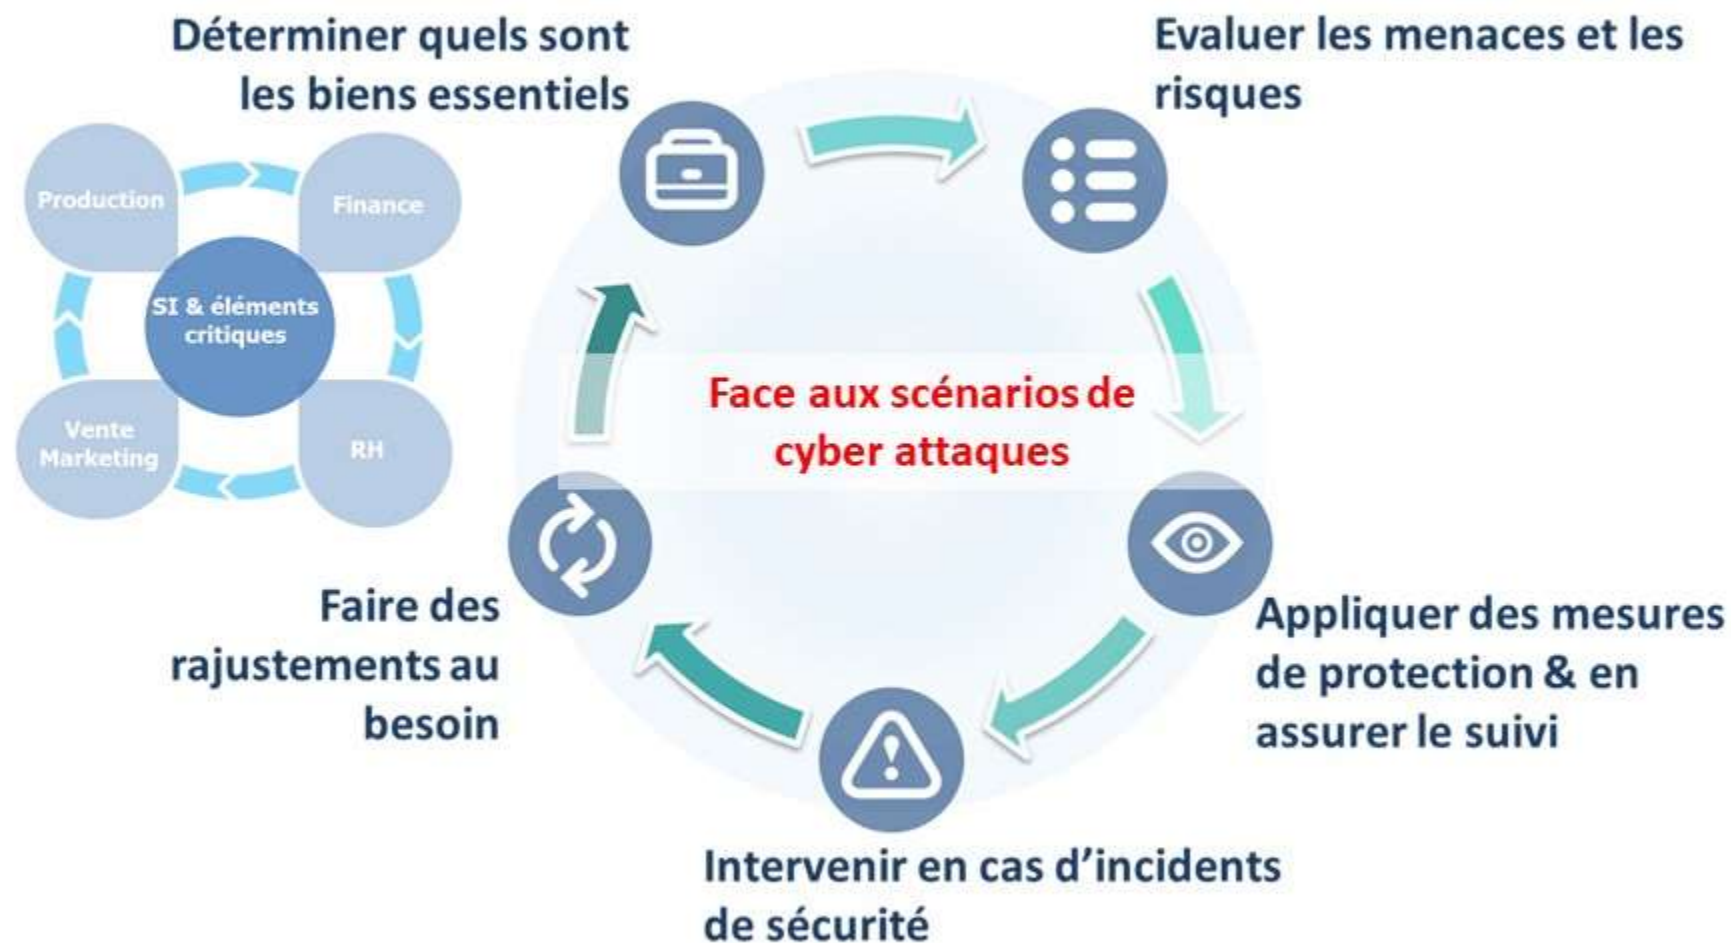 Déterminer quels sont
les biens essentiels
Evaluer les menaces et les
risques
Production
Finance
SI & éléments
critiques
Vente
Marketing
RH
Face aux scénarios de
cyber attaques
Faire des
rajustements au
besoin
Appliquer des mesures
de protection & en
assurer le suivi
Intervenir en cas d’incidents
de sécurité